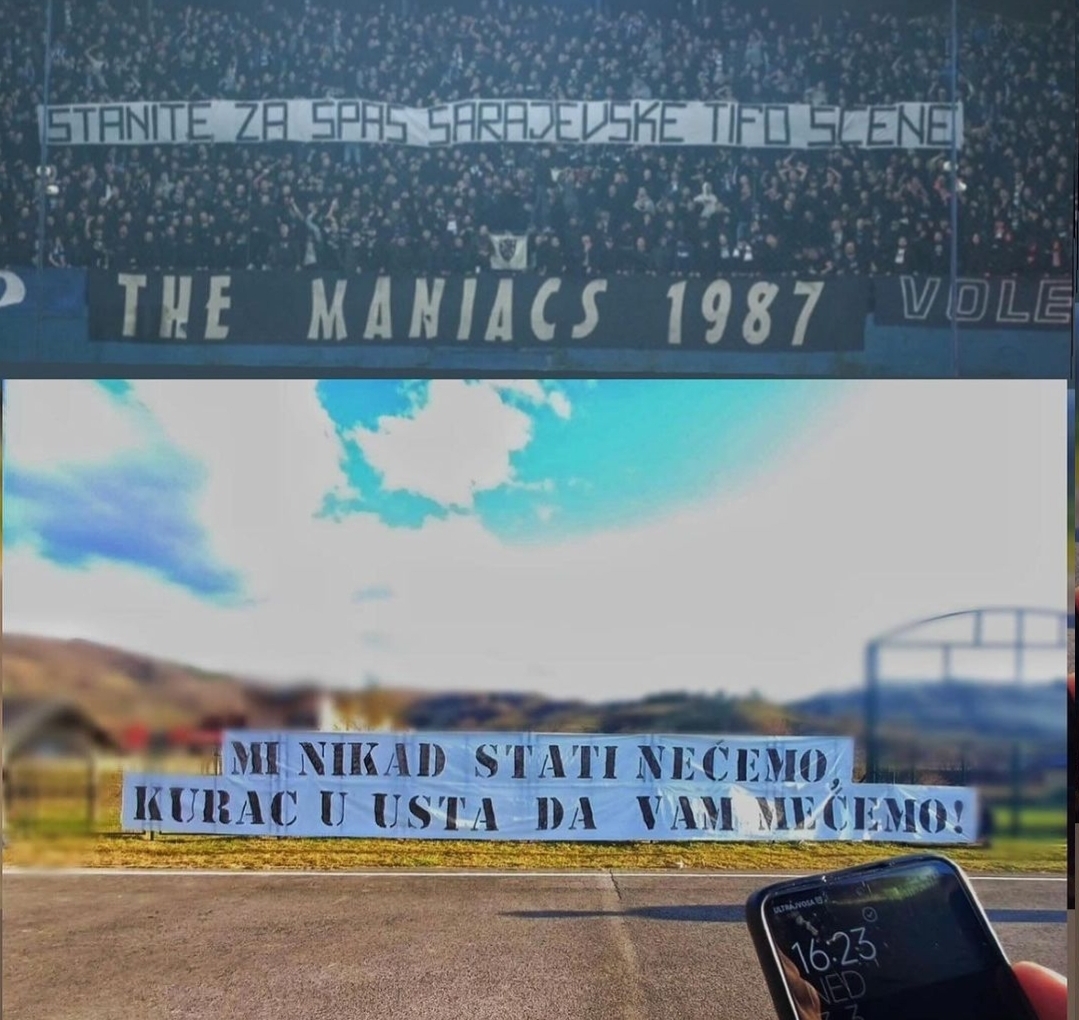 STANITE ZA SPAS SARAJEVSKE TIFO SCENE
THE MANIACS 1987
VOLE
MI NIKAD STATI NEĆEMO,
KURAC U USTA DA VAM MEĆEMO!
16:23
NED